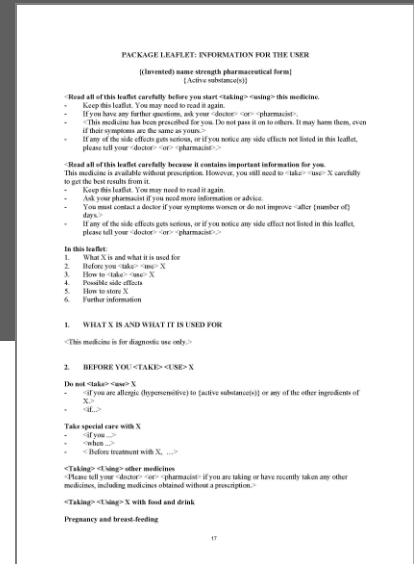 PACKAGE LEAFLET: INFORMATION FOR THE USER
{(Invented) name strength pharmaceutical form}
{Active substance(s)}
<Read all of this leaflet carefully before you start <taking> <using> this medicine.
- Keep this leaflet. You may need to read it again.
- If you have any further questions, ask your <doctor> <or> <pharmacist>.
- <This medicine has been prescribed for you. Do not pass it on to others. It may harm them, even
if their symptoms are the same as yours.>
- If any of the side effects gets serious, or if you notice any side effects not listed in this leaflet,
please tell your <doctor> <or> <pharmacist>.>
<Read all of this leaflet carefully because it contains important information for you.
This medicine is available without prescription. However, you still need to <take> <use> X carefully
to get the best results from it.
- Keep this leaflet. You may need to read it again.
- Ask your pharmacist if you need more information or advice.
- You must contact a doctor if your symptoms worsen or do not improve <after {number of}
days.>
- If any of the side effects gets serious, or if you notice any side effect not listed in this leaflet,
please tell your <doctor> <or> <pharmacist>.>
In this leaflet:
1. What X is and what it is used for
2. Before you <take> <use> X
3. How to <take> <use> X
4. Possible side effects
5. How to store X
6. Further information
1. WHAT X IS AND WHAT IT IS USED FOR
<This medicine is for diagnostic use only.>
2. BEFORE YOU <TAKE> <USE> X
Do not <take> <use> X
- <if you are allergic (hypersensitive) to {active substance(s)} or any of the other ingredients of
X.>
- <if...>
Take special care with X
- <if you ...>
- <when ...>
- < Before treatment with X, ...>
<Taking> <Using> other medicines
<Please tell your <doctor> <or> <pharmacist> if you are taking or have recently taken any other
medicines, including medicines obtained without a prescription.>
<Taking> <Using> X with food and drink
Pregnancy and breast-feeding
17